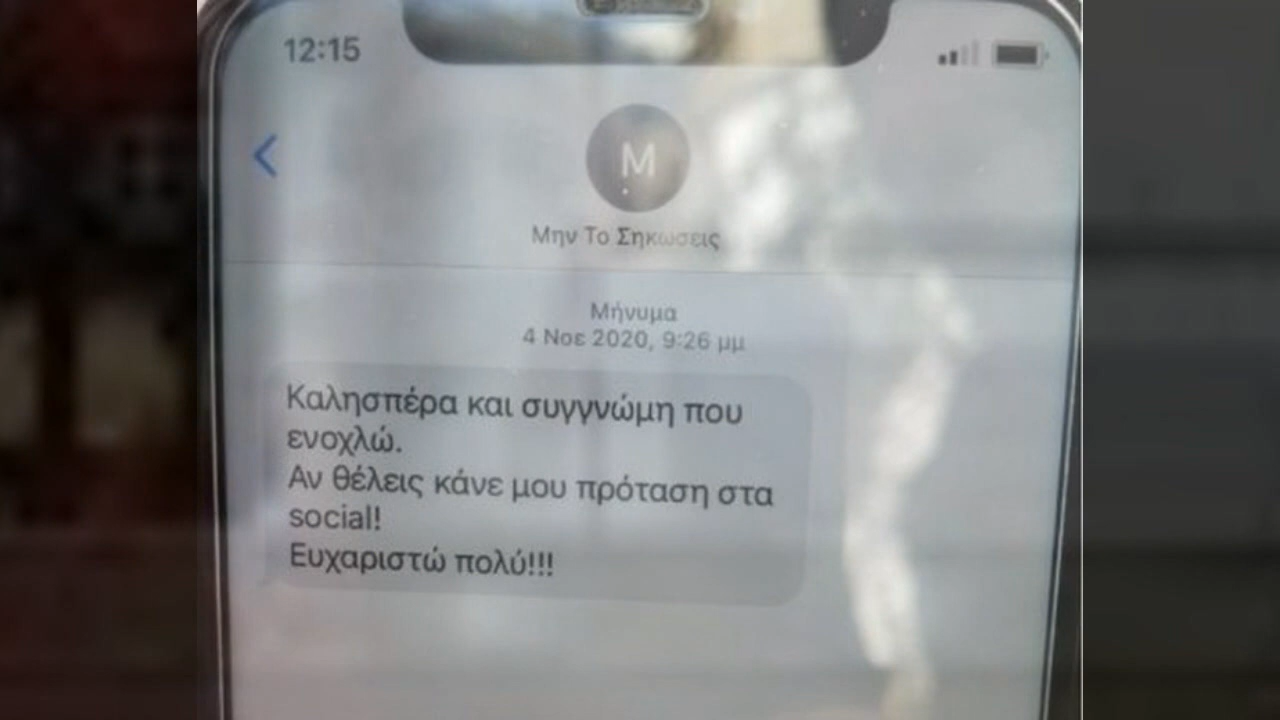 12:15
M
Μην Το Σηκωσεις
Μήνυμα
4 Νοε 2020, 9:26 μμ
Καλησπέρα και συγγνώμη που
ενοχλώ.
Αν θέλεις κάνε μου πρόταση στα
social!
Ευχαριστώ πολύ!!!